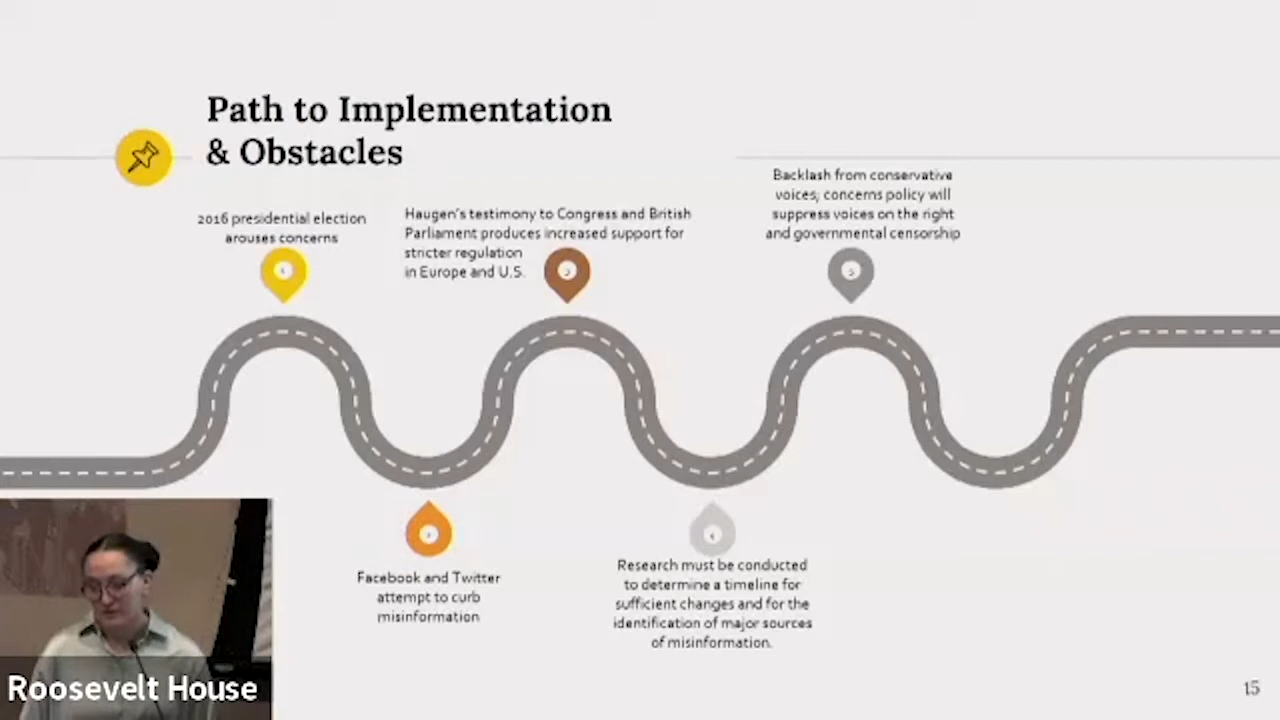 Path to Implementation
& Obstacles
2016 presidential election
arouses concerns
Haugen's testimony to Congress and British
Parliament produces increased support for
stricter regulation
in Europe and U.S.
Backlash from conservative
voices; concerns policy will
suppress voices on the right
and governmental censorship
Facebook and Twitter
attempt to curb
misinformation
Research must be conducted
to determine a timeline for
sufficient changes and for the
identification of major sources
of misinformation.
Roosevelt House
15